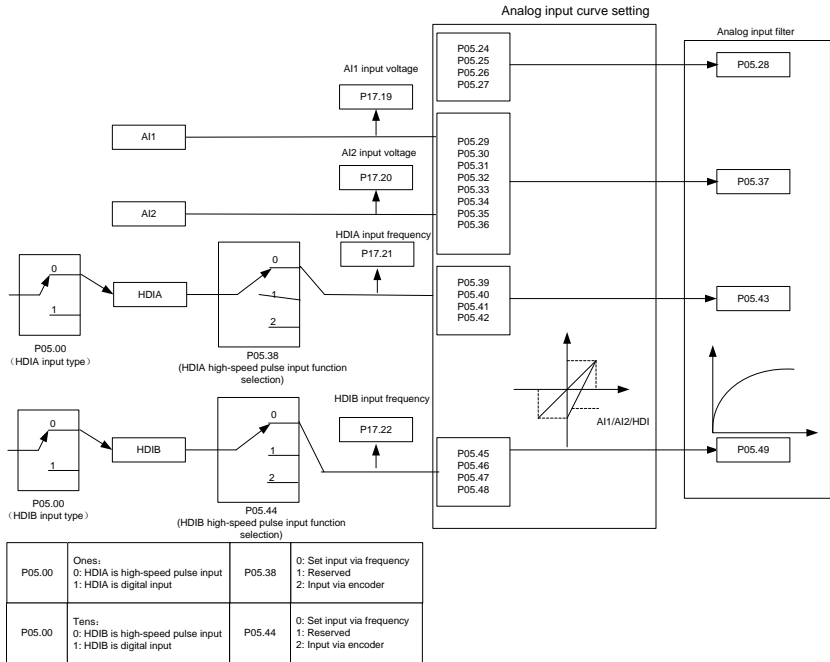 Analog input curve setting
Analog input filter
P05.24
P05.25
P05.26
P05.27
P05.28
AI1 input voltage
P17.19
AI1
P05.29
P05.30
P05.31
P05.32
P05.33
P05.34
P05.35
P05.36
P05.37
AI2 input voltage
P17.20
AI2
HDIA input frequency
P17.21
0
1
HDIA
0
1
2
P05.39
P05.40
P05.41
P05.42
P05.43
P05.00
（HDIA input type）
P05.38
(HDIA high-speed pulse input function
selection)
AI1/AI2/HDI
HDIB input frequency
P17.22
0
1
HDIB
0
1
2
P05.45
P05.46
P05.47
P05.48
P05.49
P05.00
（HDIB input type）
P05.44
(HDIB high-speed pulse input function
selection)
P05.00
Ones:
0: HDIA is high-speed pulse input
1: HDIA is digital input
P05.38
0: Set input via frequency
1: Reserved
2: Input via encoder
P05.00
Tens:
0: HDIB is high-speed pulse input
1: HDIB is digital input
P05.44
0: Set input via frequency
1: Reserved
2: Input via encoder